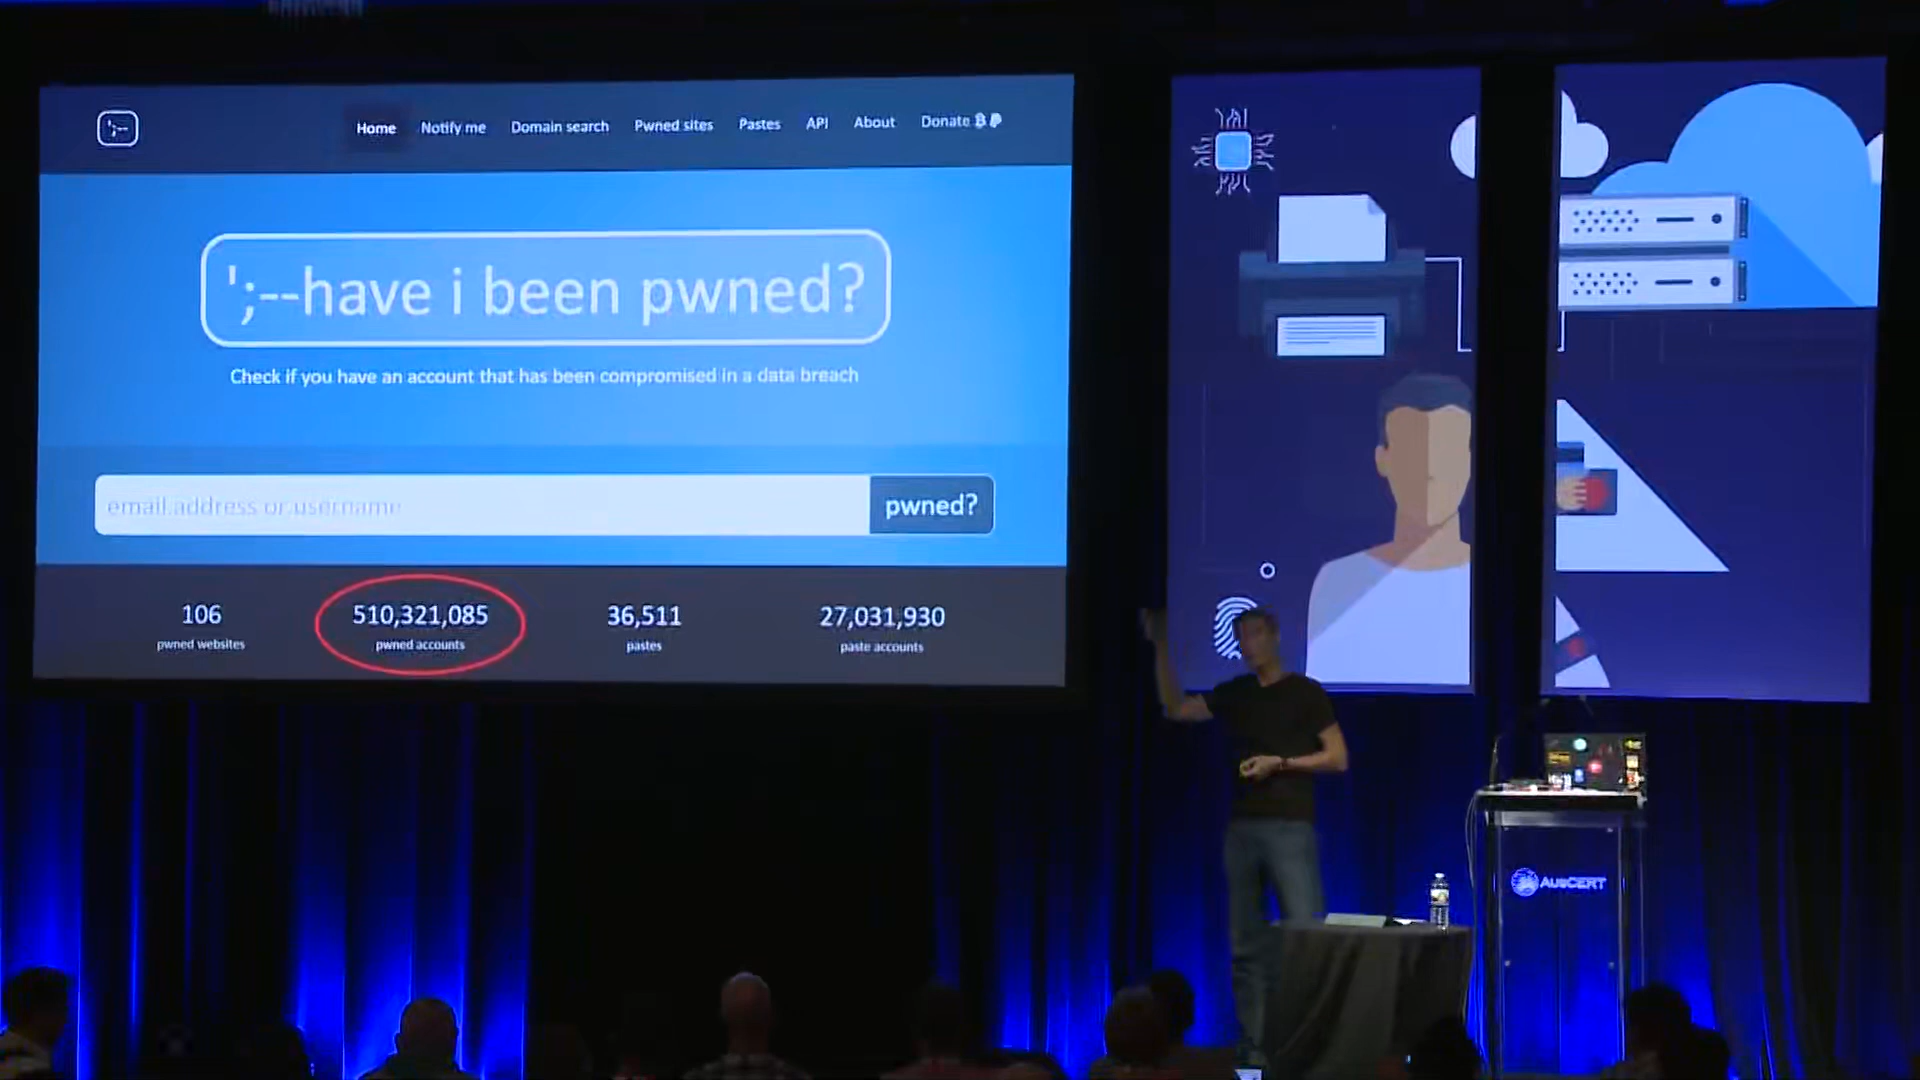 Home Notify me Domain search Pwned sites Pastes API About Donate
';--have i been pwned?
Check if you have an account that has been compromised in a data breach
email address or username
pwned?
106 510,321,085 36,511 27,031,930
pwned websites pwned accounts pastes paste accounts
AusCERT